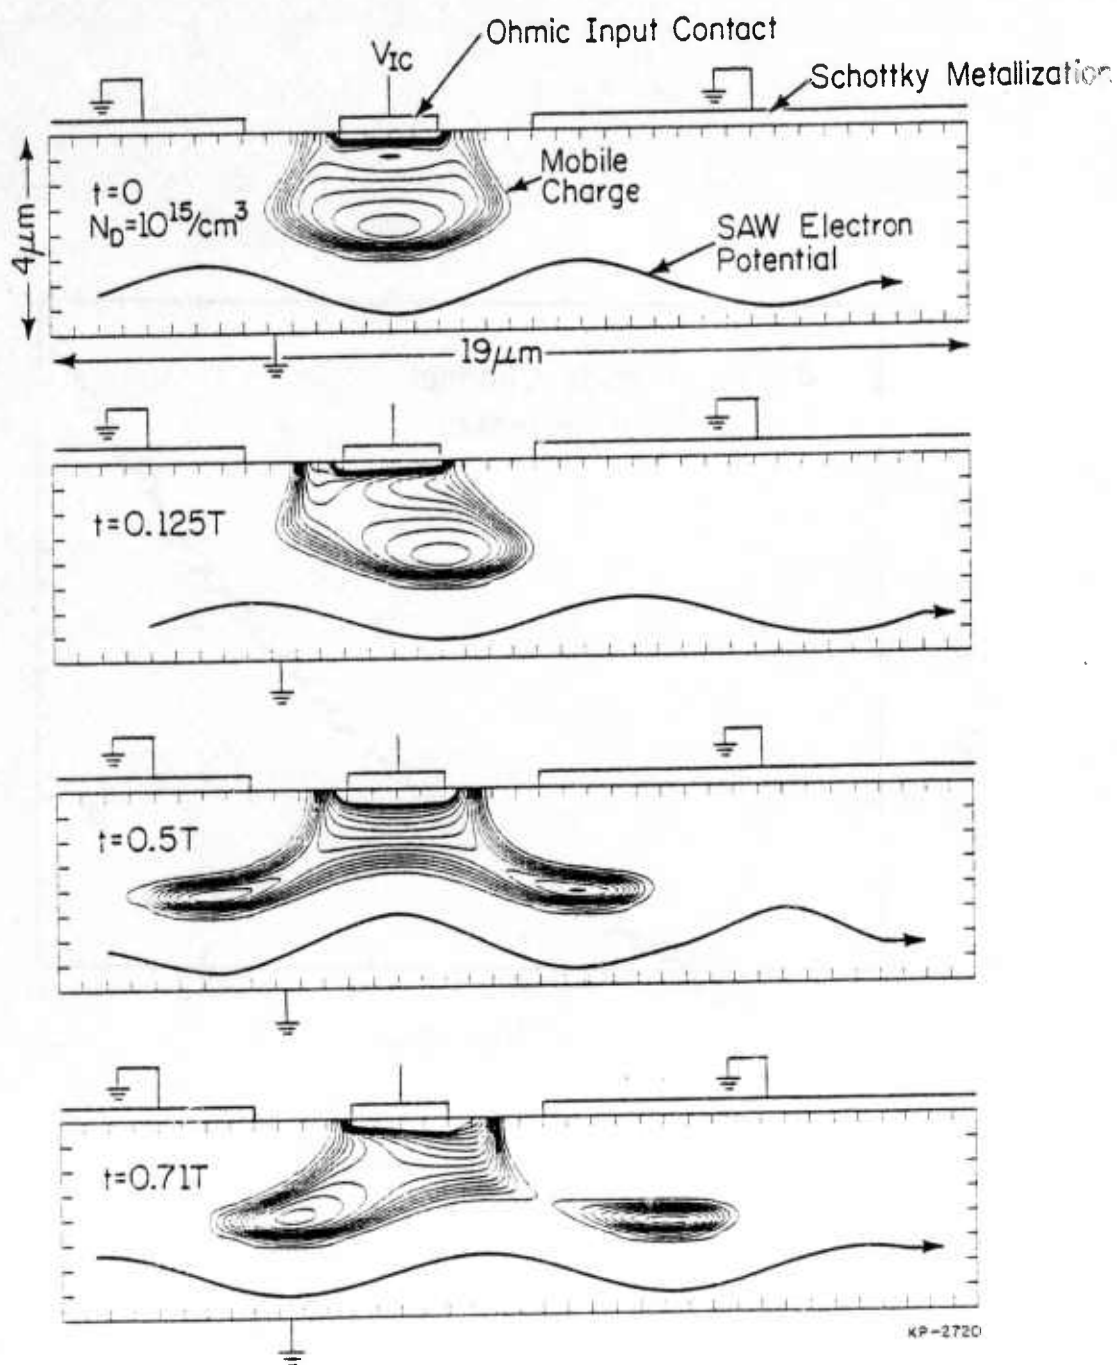 Ohmic Input Contact
V_IC
Schottky Metallization
t=0
N_D=10^15/cm^3
Mobile
Charge
SAW Electron
Potential
4μm
19μm
t=0.125T
t=0.5T
t=0.71T
KP-2720